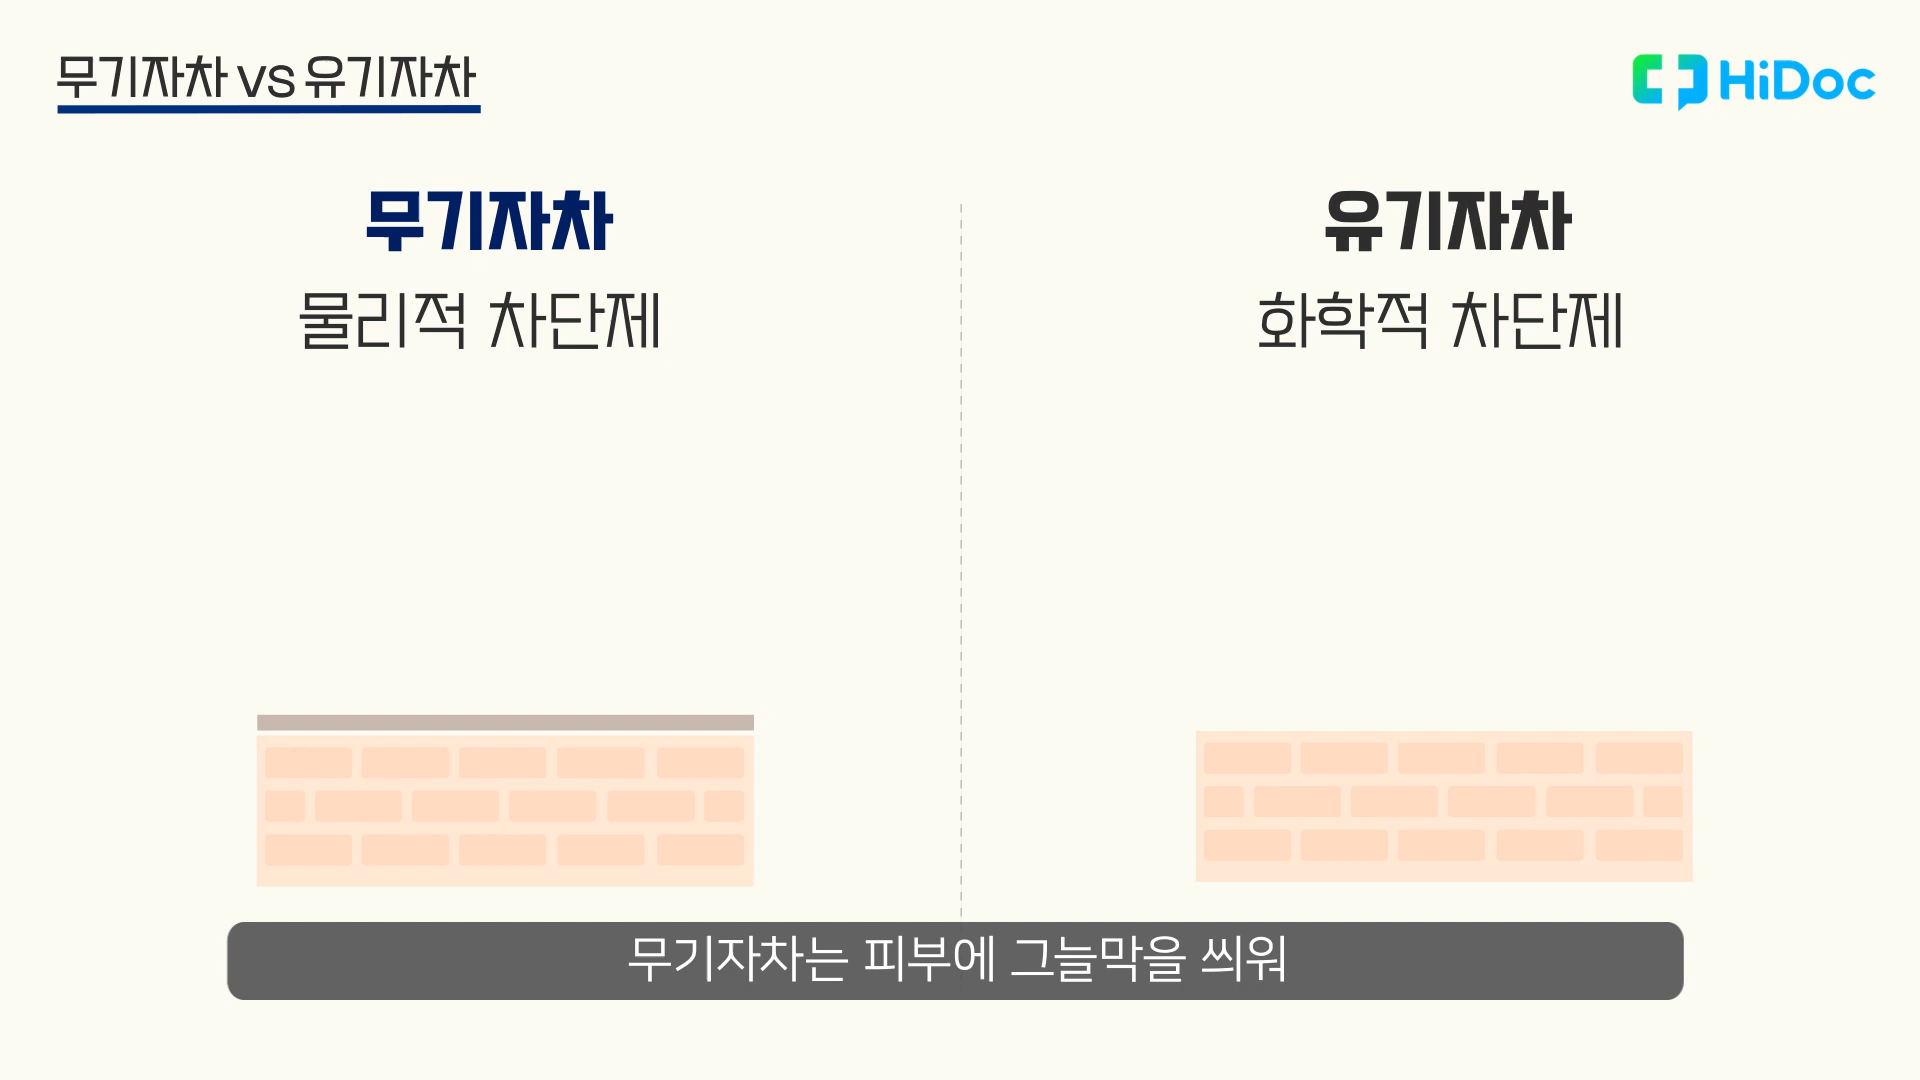 무기자차 vs 유기자차
HiDoc
무기자차
물리적 차단제
유기자차
화학적 차단제
무기자차는 피부에 그늘막을 씌워